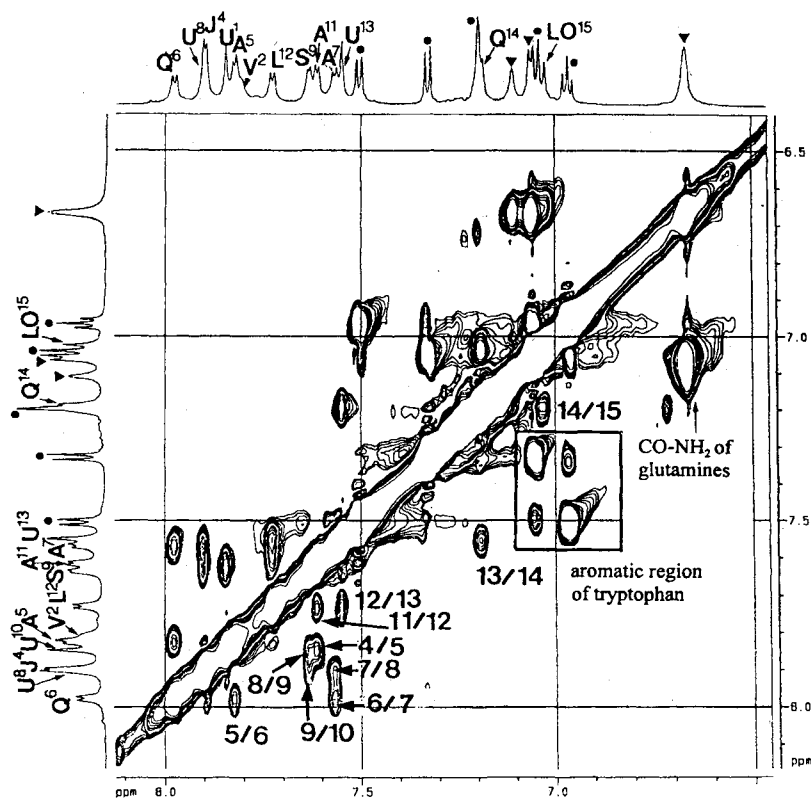 Q⁶ U⁸ J⁴ U¹ A⁵ V² L¹² S⁹ A¹¹ A⁷ U¹³ Q¹⁴ LO¹⁵
LO¹⁵
Q¹⁴
A¹¹ U¹³
V² L¹² S⁹ A⁷
U⁸ J⁴ U¹⁰ A⁵
Q⁶
6.5
7.0
7.5
8.0
ppm
14/15
CO-NH₂ of
glutamines
13/14
aromatic region
of tryptophan
12/13
11/12
4/5
7/8
8/9
6/7
5/6
9/10
ppm 8.0 7.5 7.0